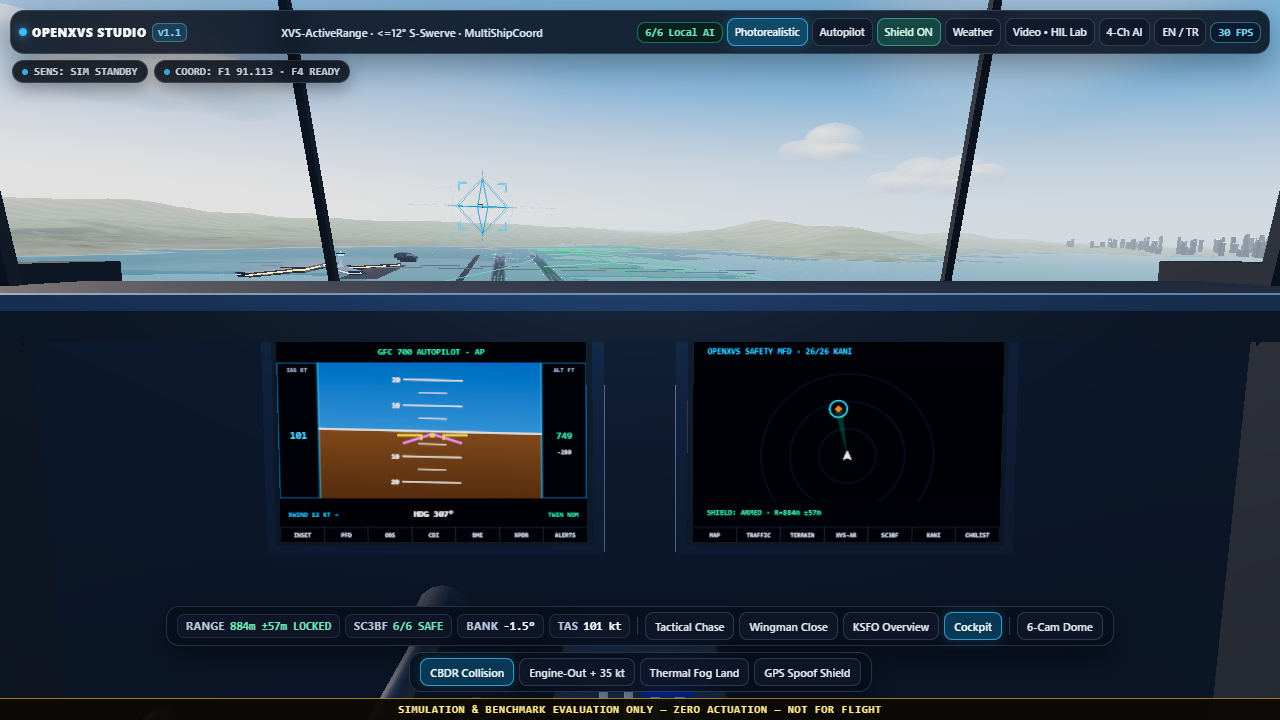 OPENXVS STUDIO v1.1
XVS-ActiveRange · <=12° S-Swerve · MultiShipCoord
6/6 Local AI Photorealistic Autopilot Shield ON Weather Video • HIL Lab 4-Ch AI EN / TR 30 FPS
SENS: SIM STANDBY COORD: F1 91.113 · F4 READY
GFC 700 AUTOPILOT - AP
IAS KT ALT FT
20
10
101
749
-200
10
20
XWIND 12 KT → HDG 307° TWIN NOM
INSET PFD OBS CDI DME XPDR ALERTS
OPENXVS SAFETY MFD · 26/26 KANI
SHIELD: ARMED · R=884m ±57m
MAP TRAFFIC TERRAIN XVS-AR SC3BF KANI CHKLIST
RANGE 884m ±57m LOCKED SC3BF 6/6 SAFE BANK -1.5° TAS 101 kt Tactical Chase Wingman Close KSFO Overview Cockpit 6-Cam Dome
CBDR Collision Engine-Out + 35 kt Thermal Fog Land GPS Spoof Shield
SIMULATION & BENCHMARK EVALUATION ONLY — ZERO ACTUATION — NOT FOR FLIGHT